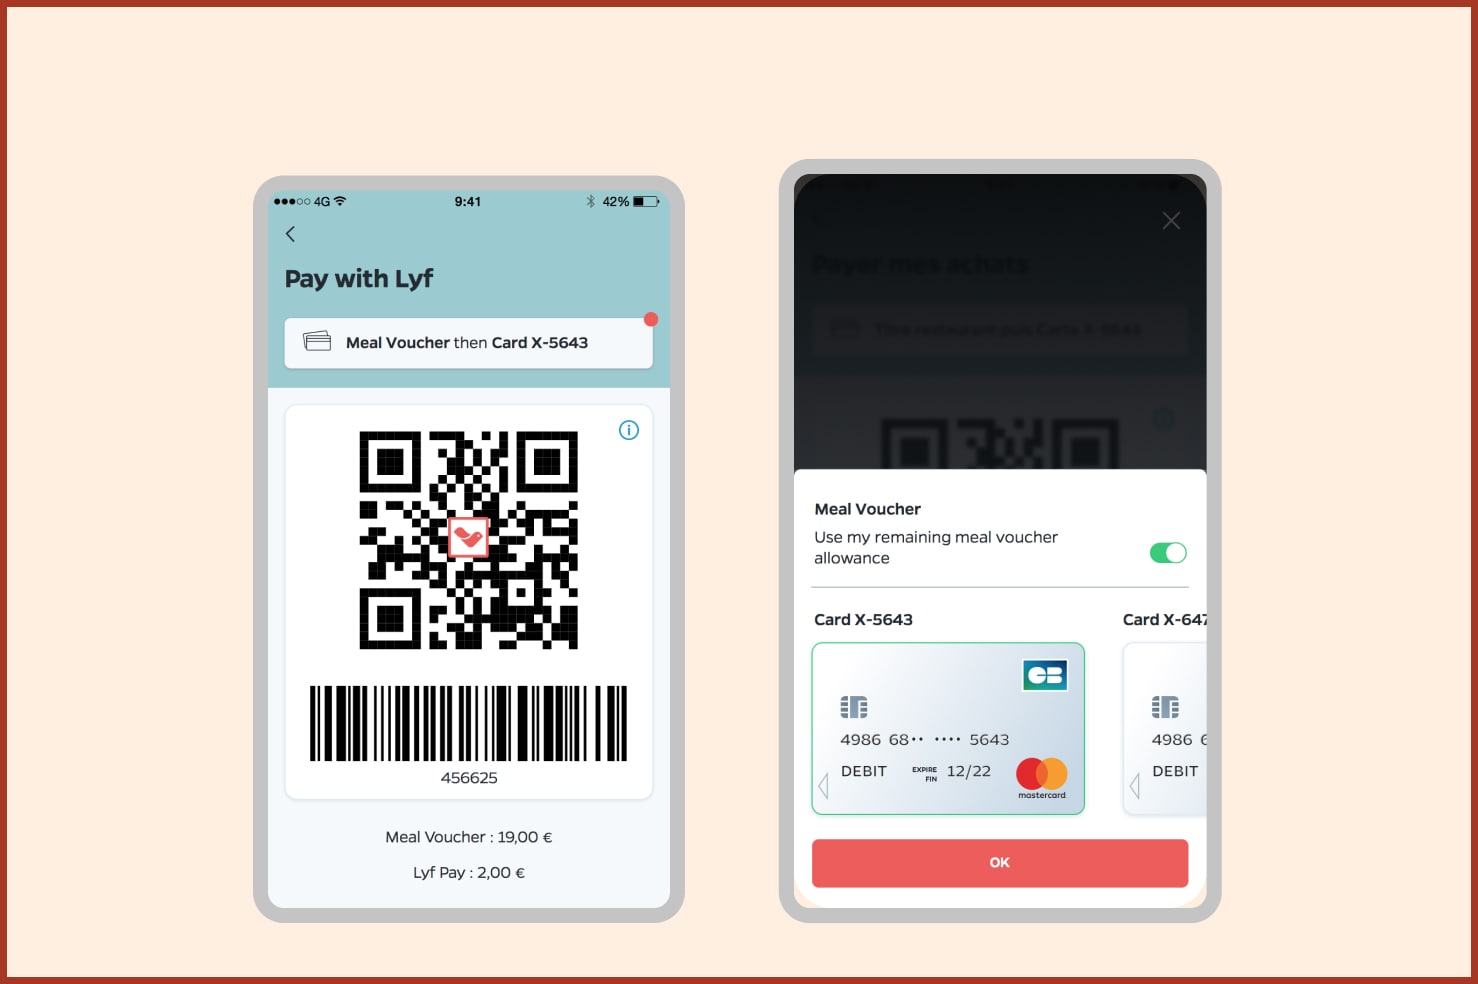 4G
9:41
42%
Pay with Lyf
Meal Voucher then Card X-5643
456625
Meal Voucher : 19,00 €
Lyf Pay : 2,00 €
Payer mes achats
Titre restaurant puis Carte X-5643
Meal Voucher
Use my remaining meal voucher
allowance
Card X-5643
Card X-647
CB
4986 68•• •••• 5643
DEBIT
EXPIRE
FIN
12/22
mastercard
4986 6
DEBIT
OK